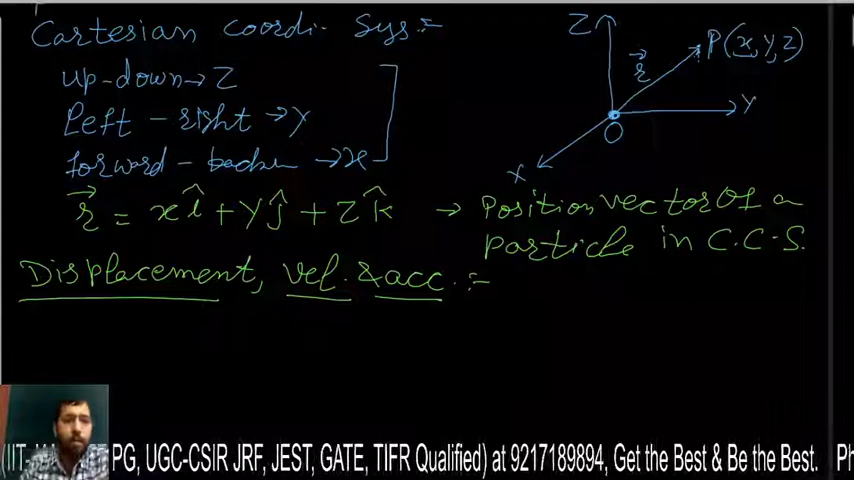 Cartesian coordi. Sys :-
up-down → Z
Left - right → Y
forward - backw → x
Z
r
P(x, y, z)
Y
O
X
r = xî + yĵ + zk̂ → Position vector of a
particle in C.C.S.
Displacement, vel. & acc. :-
PG, UGC-CSIR JRF, JEST, GATE, TIFR Qualified) at 9217189894, Get the Best & Be the Best. Ph